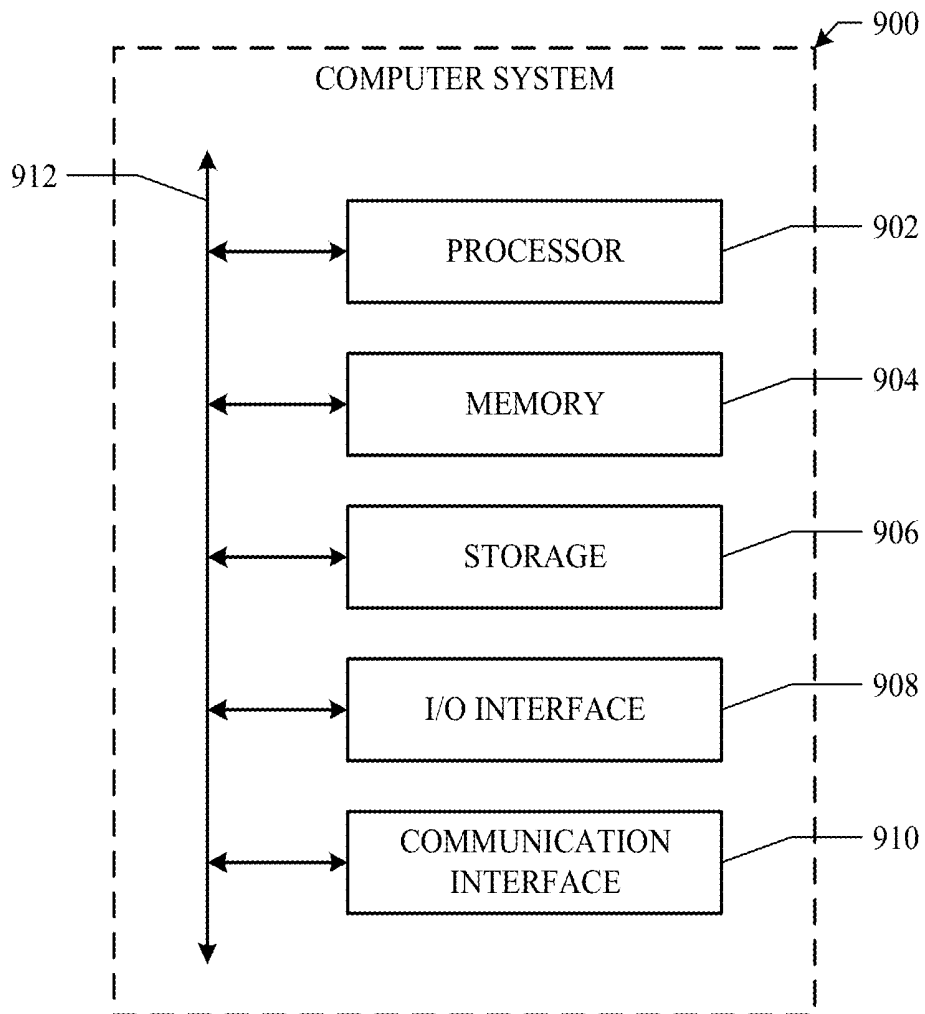 900
COMPUTER SYSTEM
912
PROCESSOR
902
MEMORY
904
STORAGE
906
I/O INTERFACE
908
COMMUNICATION
INTERFACE
910